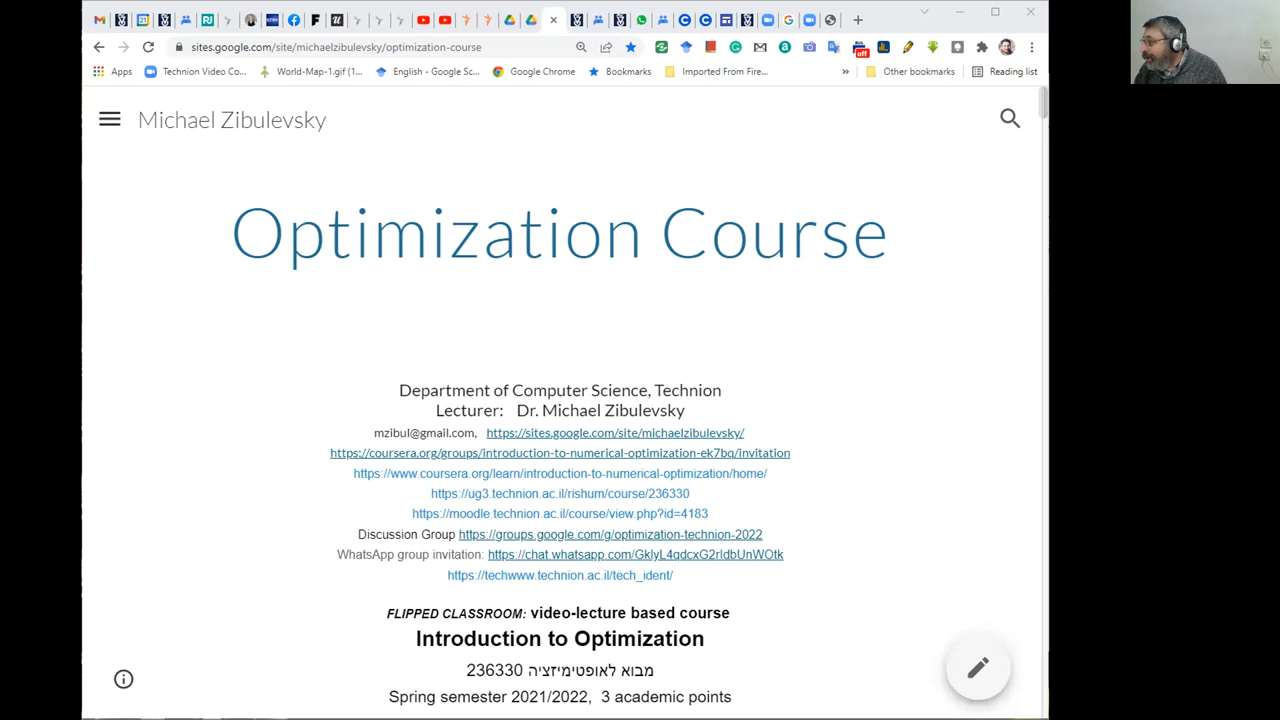 sites.google.com/site/michaelzibulevsky/optimization-course
Apps
Technion Video Co...
World-Map-1.gif (1...
English - Google Sc...
Google Chrome
Bookmarks
Imported From Fire...
»
Other bookmarks
Reading list
Michael Zibulevsky
Optimization Course
Department of Computer Science, Technion
Lecturer: Dr. Michael Zibulevsky
mzibul@gmail.com, https://sites.google.com/site/michaelzibulevsky/
https://coursera.org/groups/introduction-to-numerical-optimization-ek7bq/invitation
https://www.coursera.org/learn/introduction-to-numerical-optimization/home/
https://ug3.technion.ac.il/rishum/course/236330
https://moodle.technion.ac.il/course/view.php?id=4183
Discussion Group https://groups.google.com/g/optimization-technion-2022
WhatsApp group invitation: https://chat.whatsapp.com/GklyL4qdcxG2rldbUnWOtk
https://techwww.technion.ac.il/tech_ident/
FLIPPED CLASSROOM: video-lecture based course
Introduction to Optimization
מבוא לאופטימיזציה 236330
Spring semester 2021/2022, 3 academic points